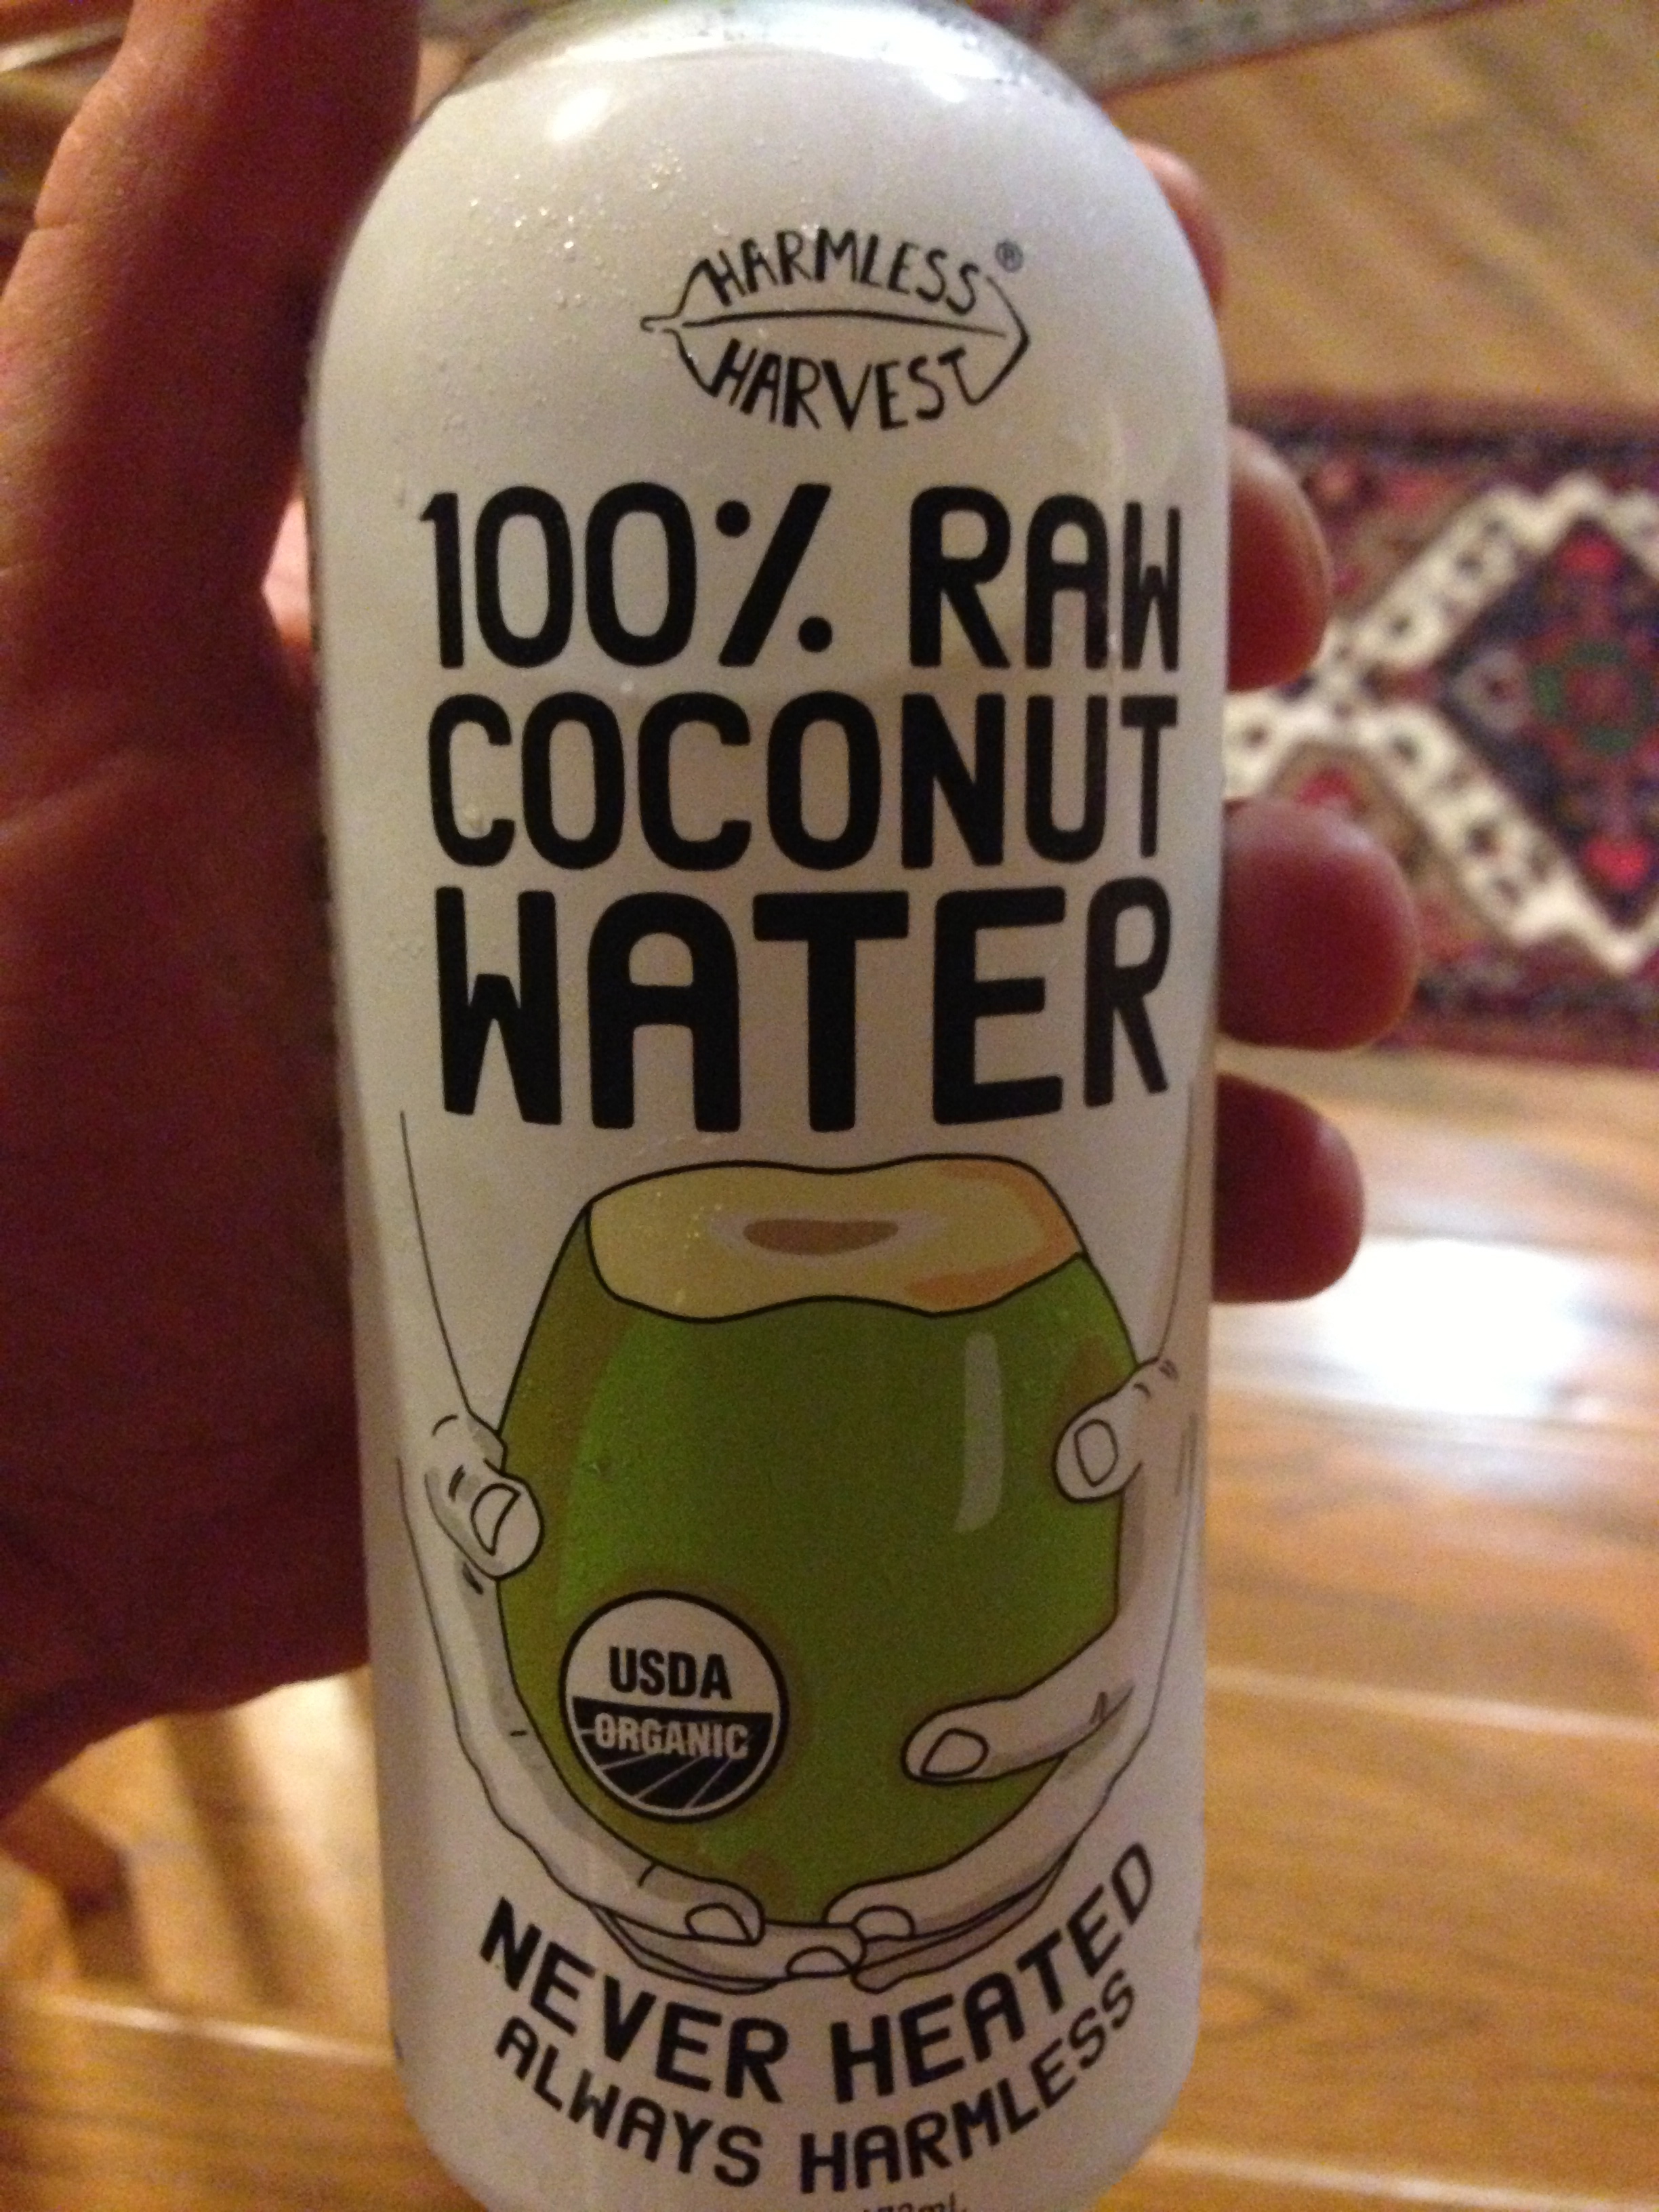 HARMLESS®
HARVEST
100% RAW
COCONUT
WATER
USDA
ORGANIC
NEVER HEATED
ALWAYS HARMLESS